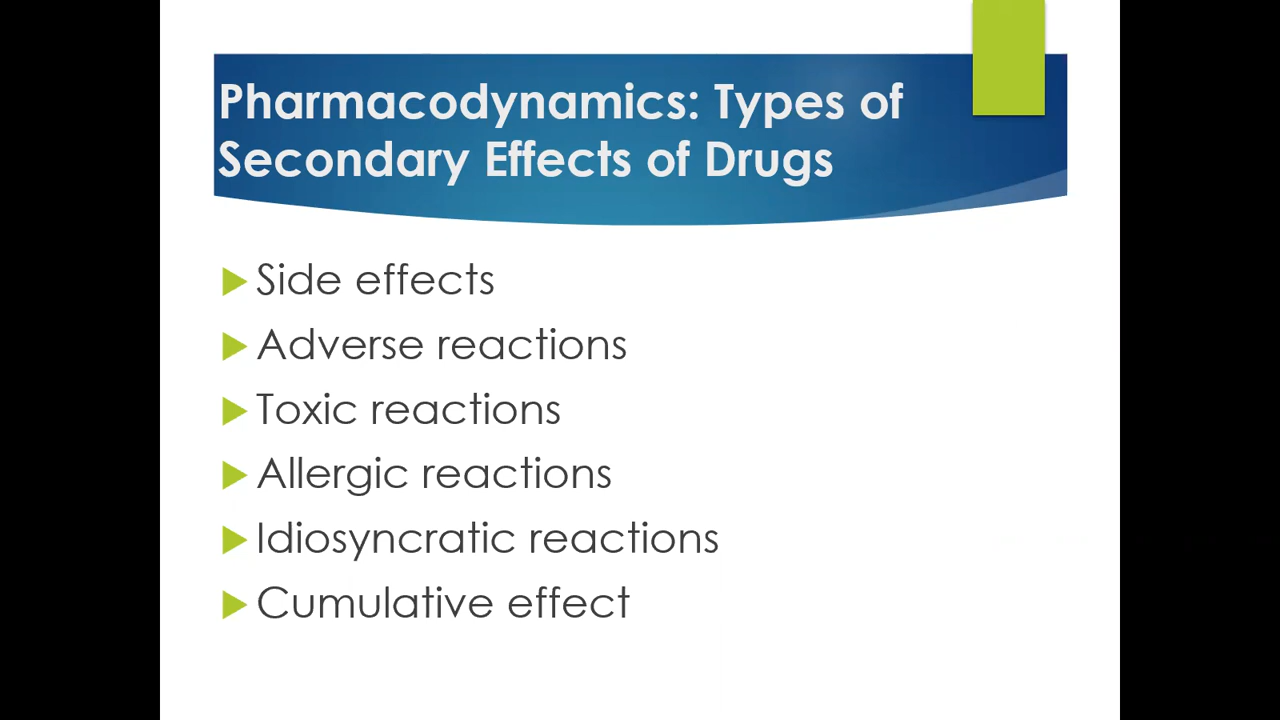 Pharmacodynamics: Types of
Secondary Effects of Drugs
Side effects
Adverse reactions
Toxic reactions
Allergic reactions
Idiosyncratic reactions
Cumulative effect